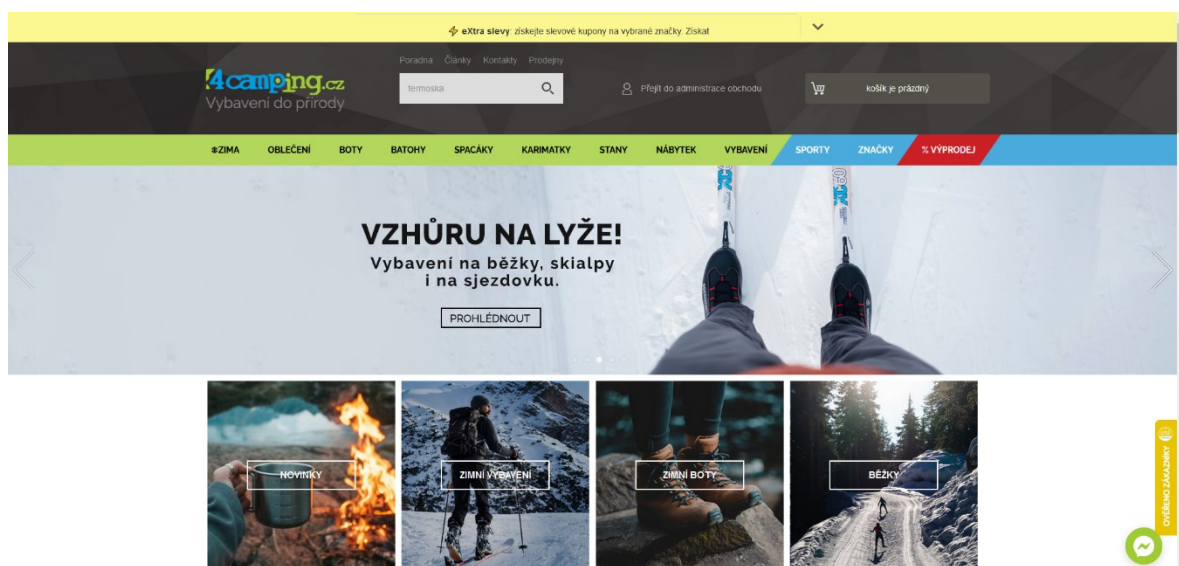 eXtra slevy: získejte slevové kupony na vybrané značky. Získat
Poradna Články Kontakty Prodejny
4camping.cz
Vybavení do přírody
termoska
Přejít do administrace obchodu
košík je prázdný
ZIMA OBLEČENÍ BOTY BATOHY SPACÁKY KARIMATKY STANY NÁBYTEK VYBAVENÍ SPORTY ZNAČKY % VÝPRODEJ
VZHŮRU NA LYŽE!
Vybavení na běžky, skialpy
i na sjezdovku.
PROHLÉDNOUT
NOVINKY
ZIMNÍ VYBAVENÍ
ZIMNÍ BOTY
BĚŽKY
OVĚŘENO ZÁKAZNÍKY